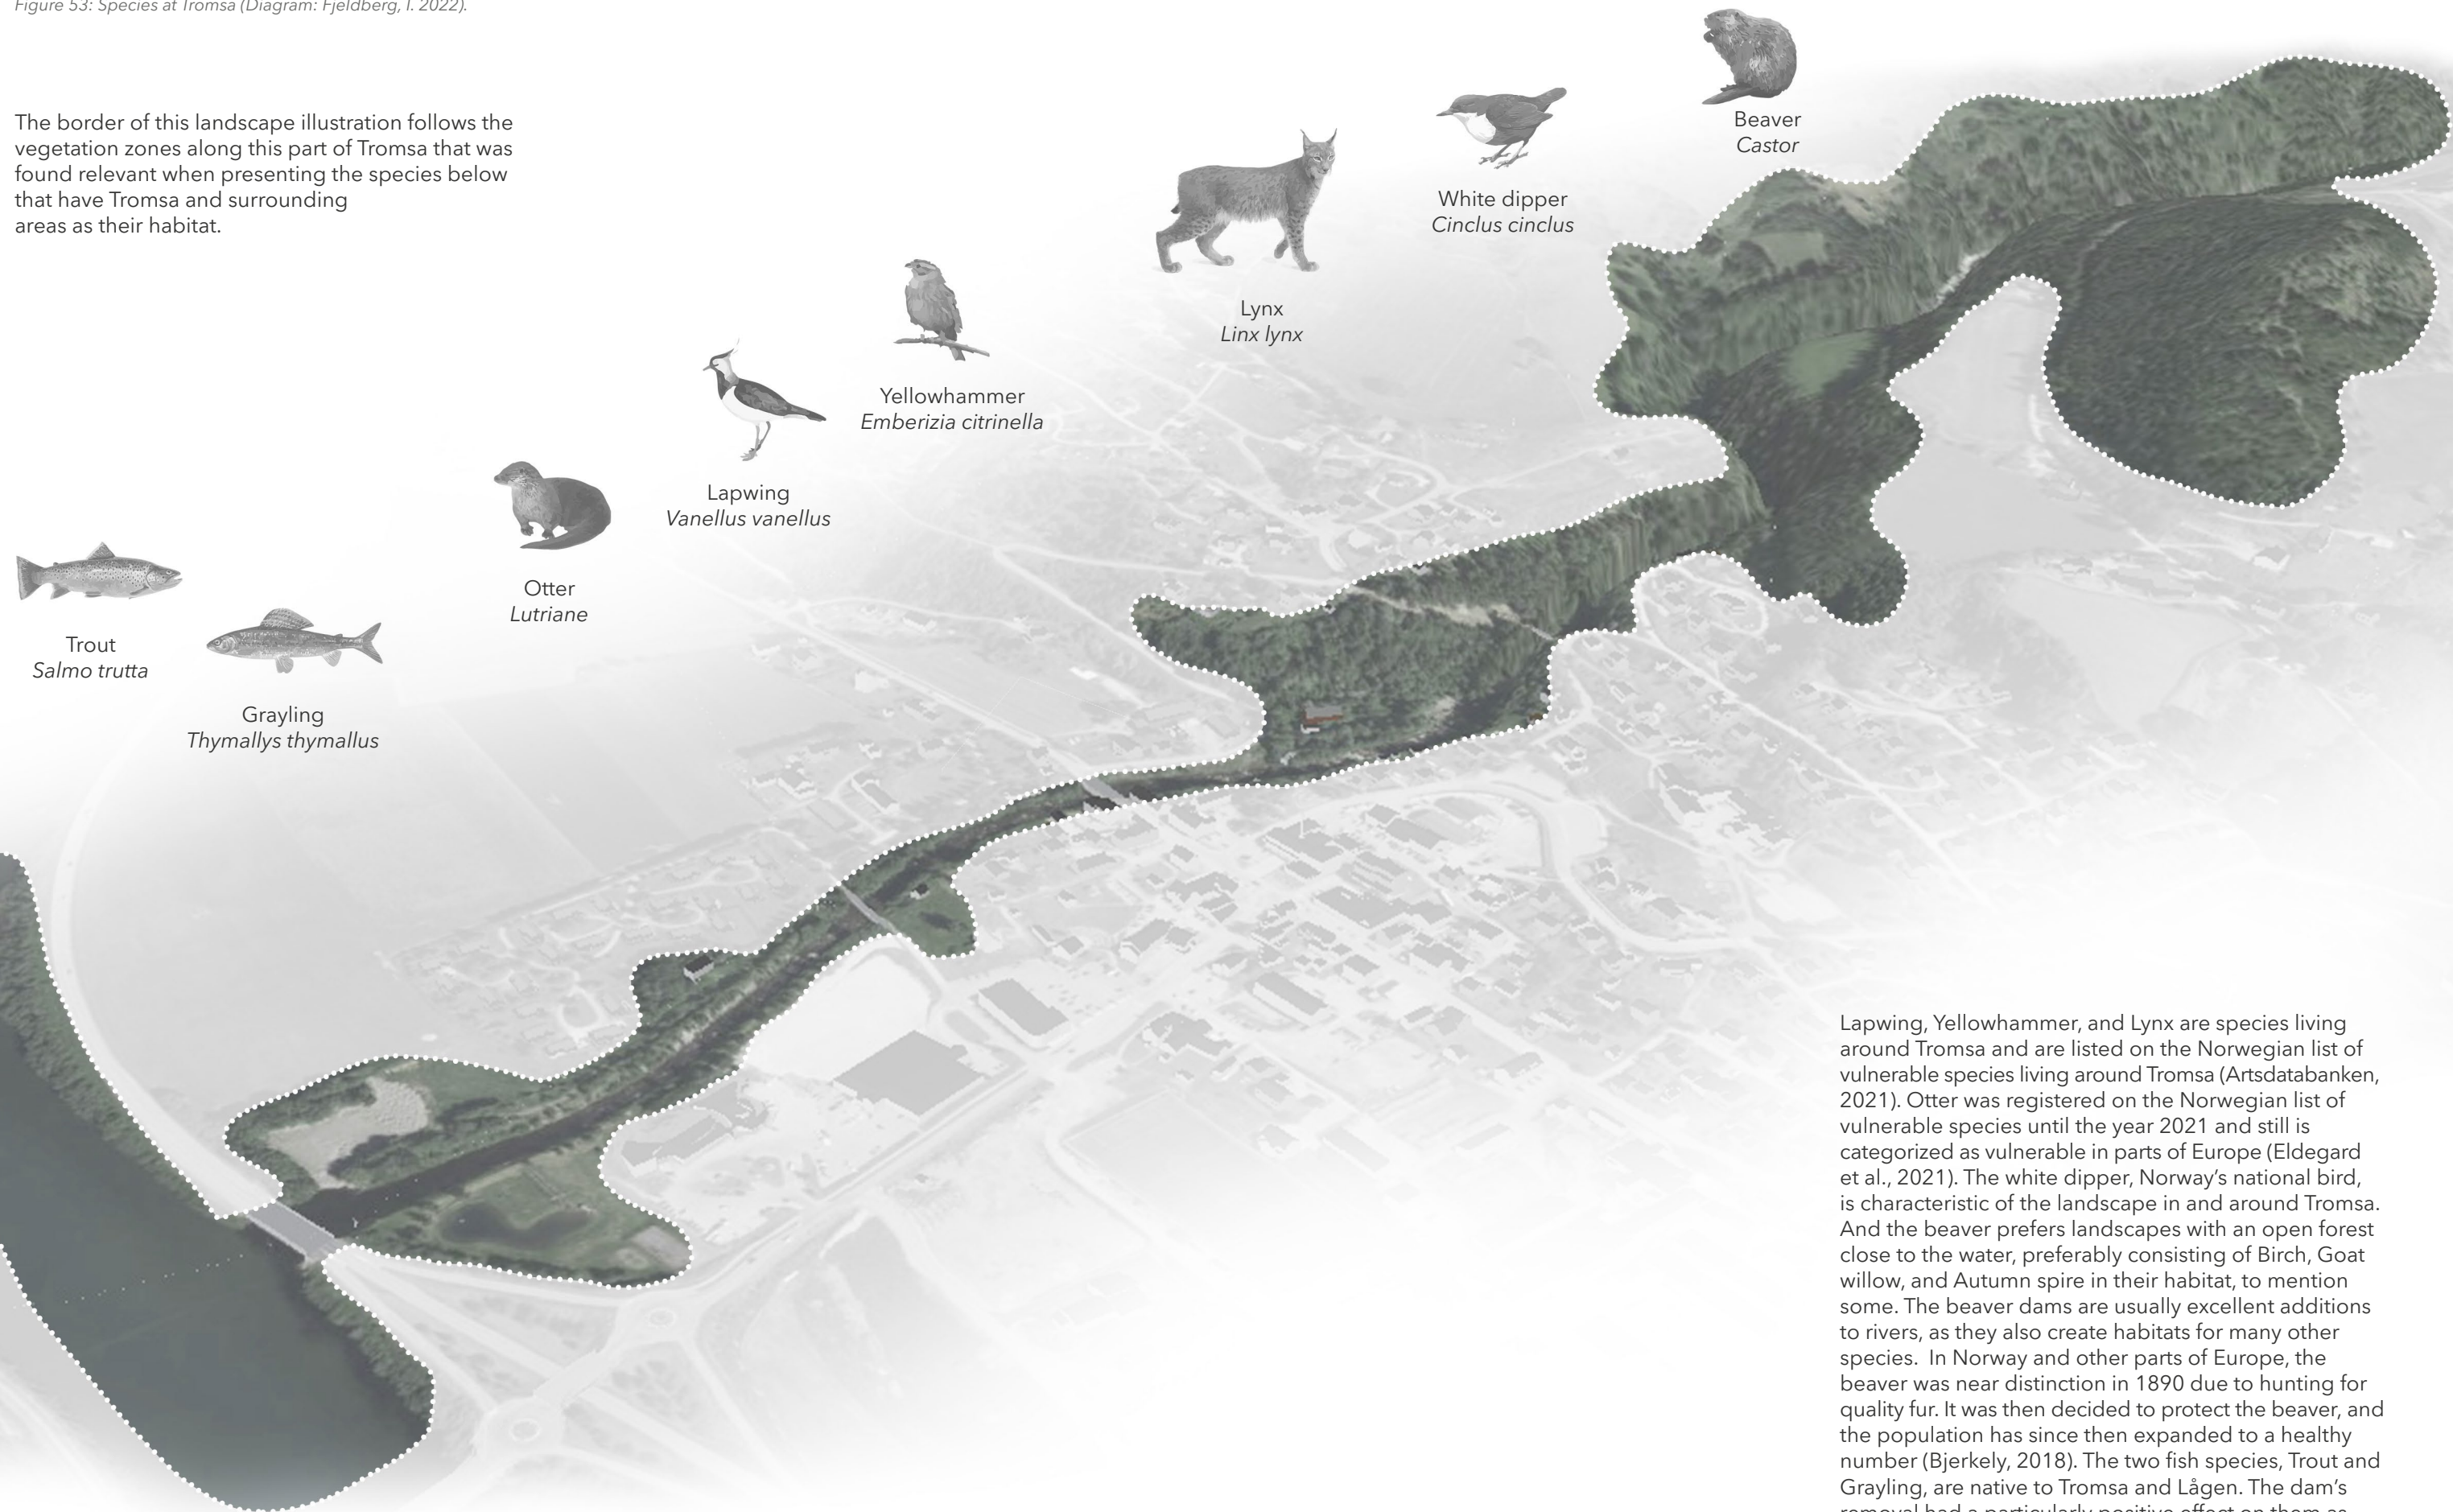 Figure 53: Species at Tromsa (Diagram: Fjeldberg, I. 2022).
The border of this landscape illustration follows the
vegetation zones along this part of Tromsa that was
found relevant when presenting the species below
that have Tromsa and surrounding
areas as their habitat.
Beaver
Castor
White dipper
Cinclus cinclus
Lynx
Linx lynx
Yellowhammer
Emberizia citrinella
Lapwing
Vanellus vanellus
Otter
Lutriane
Trout
Salmo trutta
Grayling
Thymallys thymallus
Lapwing, Yellowhammer, and Lynx are species living
around Tromsa and are listed on the Norwegian list of
vulnerable species living around Tromsa (Artsdatabanken,
2021). Otter was registered on the Norwegian list of
vulnerable species until the year 2021 and still is
categorized as vulnerable in parts of Europe (Eldegard
et al., 2021). The white dipper, Norway’s national bird,
is characteristic of the landscape in and around Tromsa.
And the beaver prefers landscapes with an open forest
close to the water, preferably consisting of Birch, Goat
willow, and Autumn spire in their habitat, to mention
some. The beaver dams are usually excellent additions
to rivers, as they also create habitats for many other
species.  In Norway and other parts of Europe, the
beaver was near distinction in 1890 due to hunting for
quality fur. It was then decided to protect the beaver, and
the population has since then expanded to a healthy
number (Bjerkely, 2018). The two fish species, Trout and
Grayling, are native to Tromsa and Lågen. The dam’s
removal had a particularly positive effect on them as